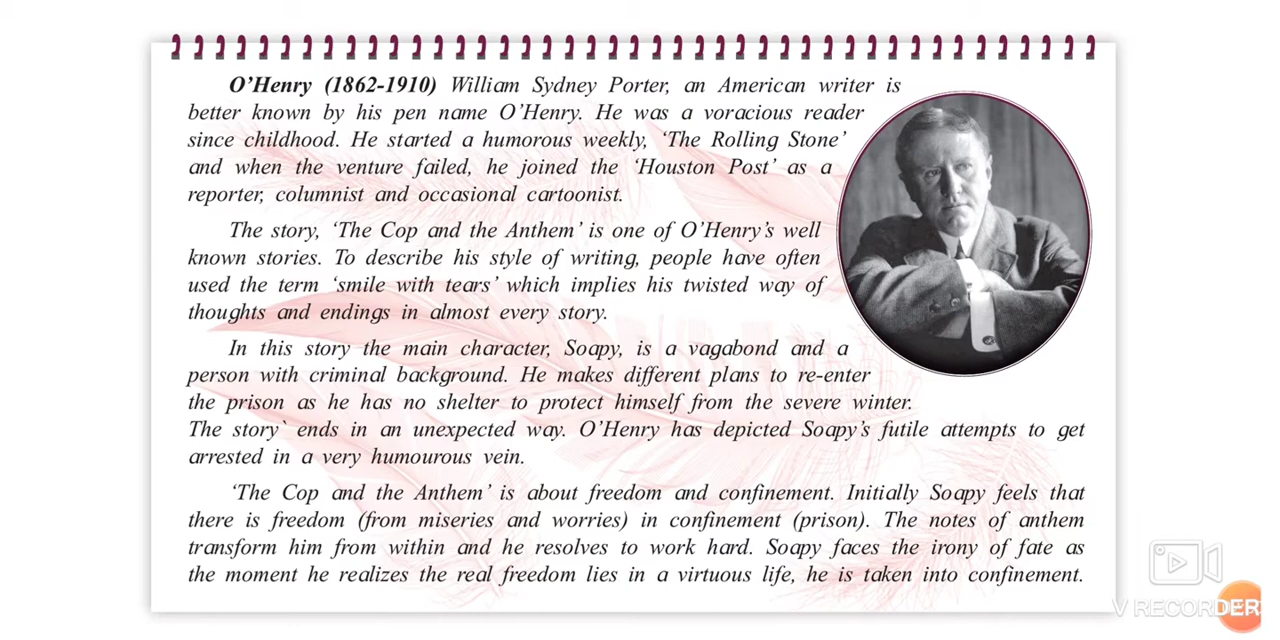 O'Henry (1862-1910) William Sydney Porter, an American writer is
better known by his pen name O'Henry. He was a voracious reader
since childhood. He started a humorous weekly, 'The Rolling Stone'
and when the venture failed, he joined the 'Houston Post' as a
reporter, columnist and occasional cartoonist.
The story, 'The Cop and the Anthem' is one of O'Henry's well
known stories. To describe his style of writing, people have often
used the term 'smile with tears' which implies his twisted way of
thoughts and endings in almost every story.
In this story the main character, Soapy, is a vagabond and a
person with criminal background. He makes different plans to re-enter
the prison as he has no shelter to protect himself from the severe winter.
The story` ends in an unexpected way. O'Henry has depicted Soapy's futile attempts to get
arrested in a very humourous vein.
'The Cop and the Anthem' is about freedom and confinement. Initially Soapy feels that
there is freedom (from miseries and worries) in confinement (prison). The notes of anthem
transform him from within and he resolves to work hard. Soapy faces the irony of fate as
the moment he realizes the real freedom lies in a virtuous life, he is taken into confinement.
V RECORDER